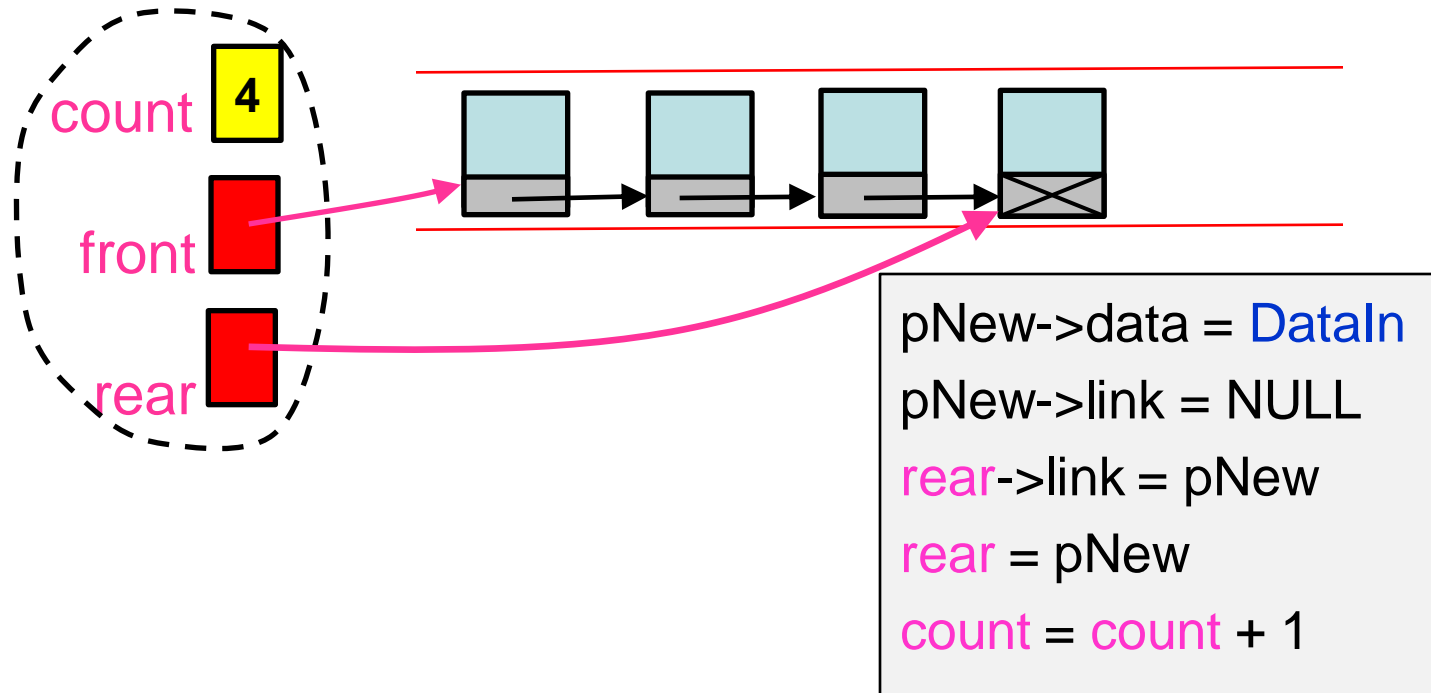 count
4
front
rear
pNew->data = DataIn
pNew->link = NULL
rear->link = pNew
rear = pNew
count = count + 1